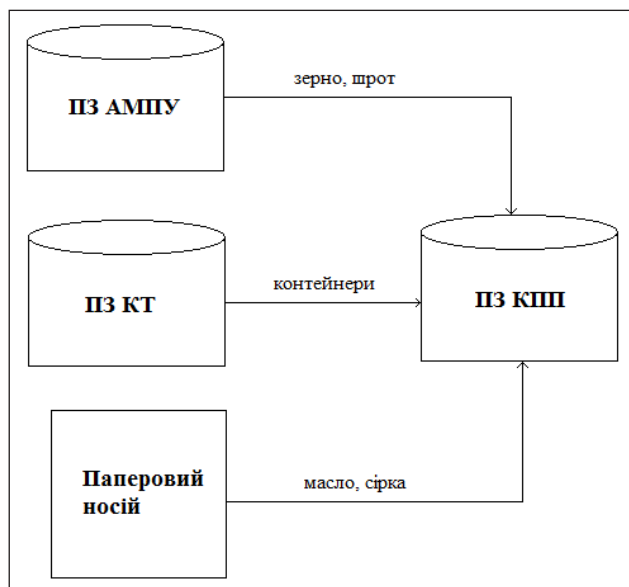 ПЗ АМПУ
зерно, шрот
ПЗ КТ
контейнери
ПЗ КПП
Паперовий
носій
масло, сірка